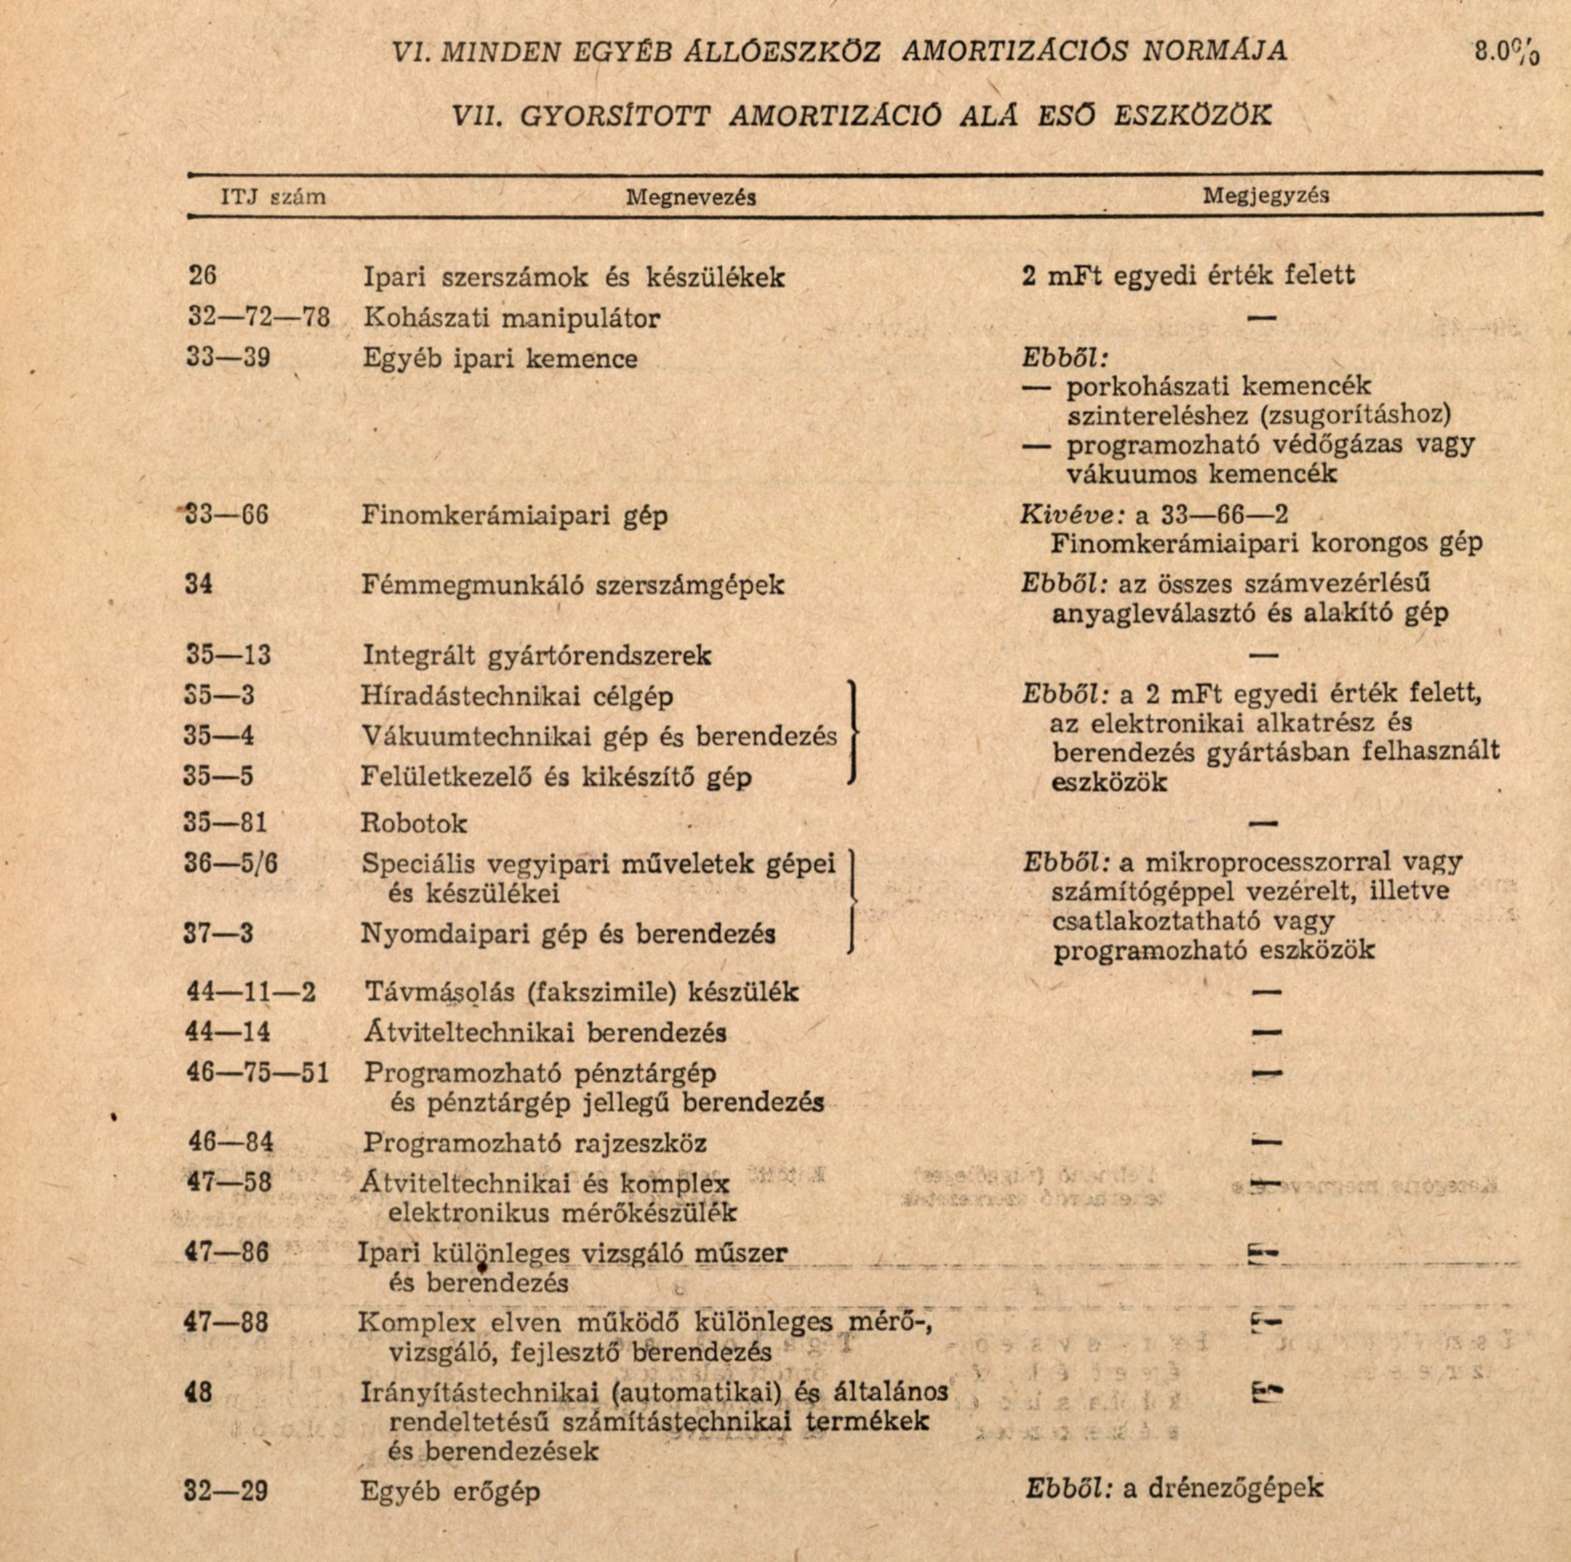 VI. MINDEN EGYÉB ÁLLÓESZKÖZ AMORTIZÁCIÓS NORMÁJA 8.0%
VII. GYORSÍTOTT AMORTIZÁCIÓ ALÁ ESŐ ESZKÖZÖK
ITJ szám Megnevezés Megjegyzés
26 Ipari szerszámok és készülékek 2 mFt egyedi érték felett
32—72—78 Kohászati manipulátor —
33—39 Egyéb ipari kemence Ebből:
— porkohászati kemencék
szintereléshez (zsugorításhoz)
— programozható védőgázas vagy
vákuumos kemencék
33—66 Finomkerámiaipari gép Kivéve: a 33—66—2
Finomkerámiaipari korongos gép
34 Fémmegmunkáló szerszámgépek Ebből: az összes számvezérlésű
anyagleválasztó és alakító gép
35—13 Integrált gyártórendszerek —
35—3 Híradástechnikai célgép Ebből: a 2 mFt egyedi érték felett,
az elektronikai alkatrész és
35—4 Vákuumtechnikai gép és berendezés
berendezés gyártásban felhasznált
35—5 Felületkezelő és kikészítő gép eszközök
35—81 Robotok —
36—5/6 Speciális vegyipari műveletek gépei Ebből: a mikroprocesszorral vagy
és készülékei számítógéppel vezérelt, illetve
csatlakoztatható vagy
37—3 Nyomdaipari gép és berendezés
programozható eszközök
44—11—2 Távmásolás (fakszimile) készülék —
44—14 Átviteltechnikai berendezés —
46—75—51 Programozható pénztárgép —
és pénztárgép jellegű berendezés
46—84 Programozható rajzeszköz —
47—58 Átviteltechnikai és komplex —
elektronikus mérőkészülék
47—86 Ipari különleges vizsgáló műszer —
és berendezés
47—88 Komplex elven működő különleges mérő-, —
vizsgáló, fejlesztő berendezés
48 Irányítástechnikai (automatikai) és általános —
rendeltetésű számítástechnikai termékek
és berendezések
32—29 Egyéb erőgép Ebből: a drénezőgépek